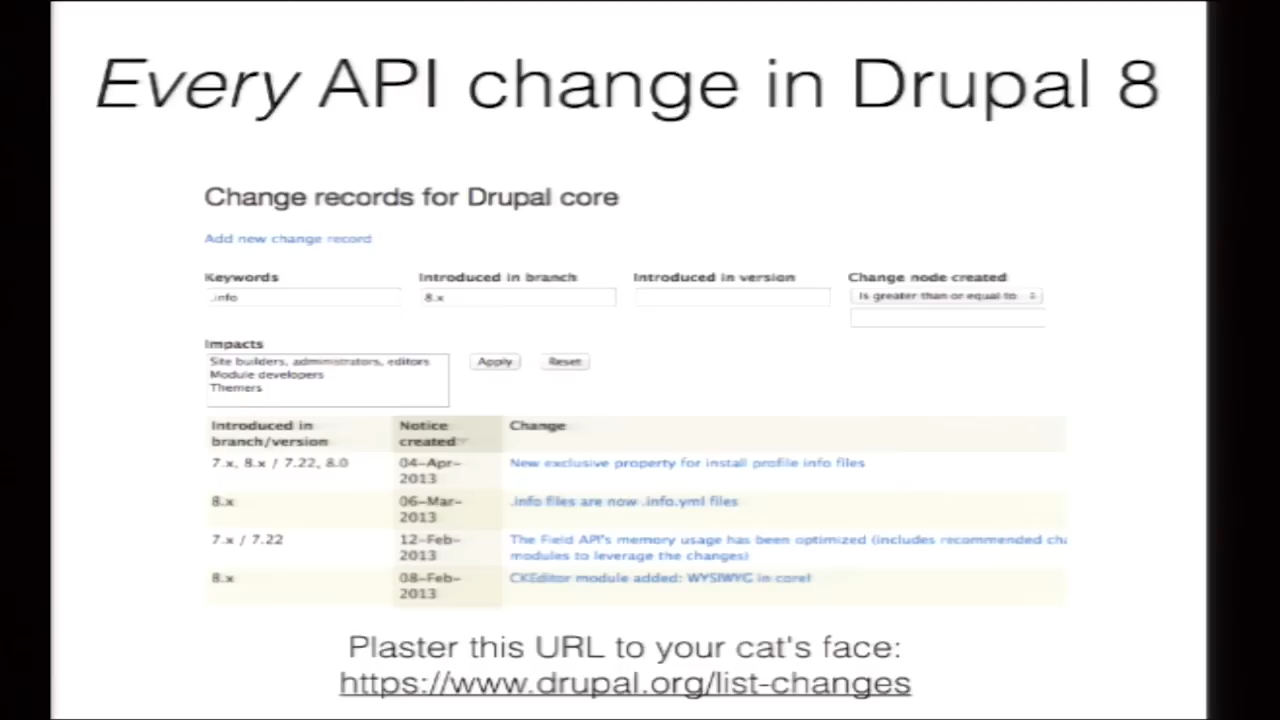 Every API change in Drupal 8
Change records for Drupal core
Add new change record
Keywords
Introduced in branch
Introduced in version
Change node created
.info
8.x
Is greater than or equal to
Impacts
Site builders, administrators, editors
Module developers
Themers
Apply
Reset
Introduced in branch/version
Notice created
Change
7.x, 8.x / 7.22, 8.0
04-Apr-2013
New exclusive property for install profile info files
8.x
06-Mar-2013
.info files are now .info.yml files
7.x / 7.22
12-Feb-2013
The Field API's memory usage has been optimized (includes recommended cha
modules to leverage the changes)
8.x
08-Feb-2013
CKEditor module added: WYSIWYG in core!
Plaster this URL to your cat's face:
https://www.drupal.org/list-changes